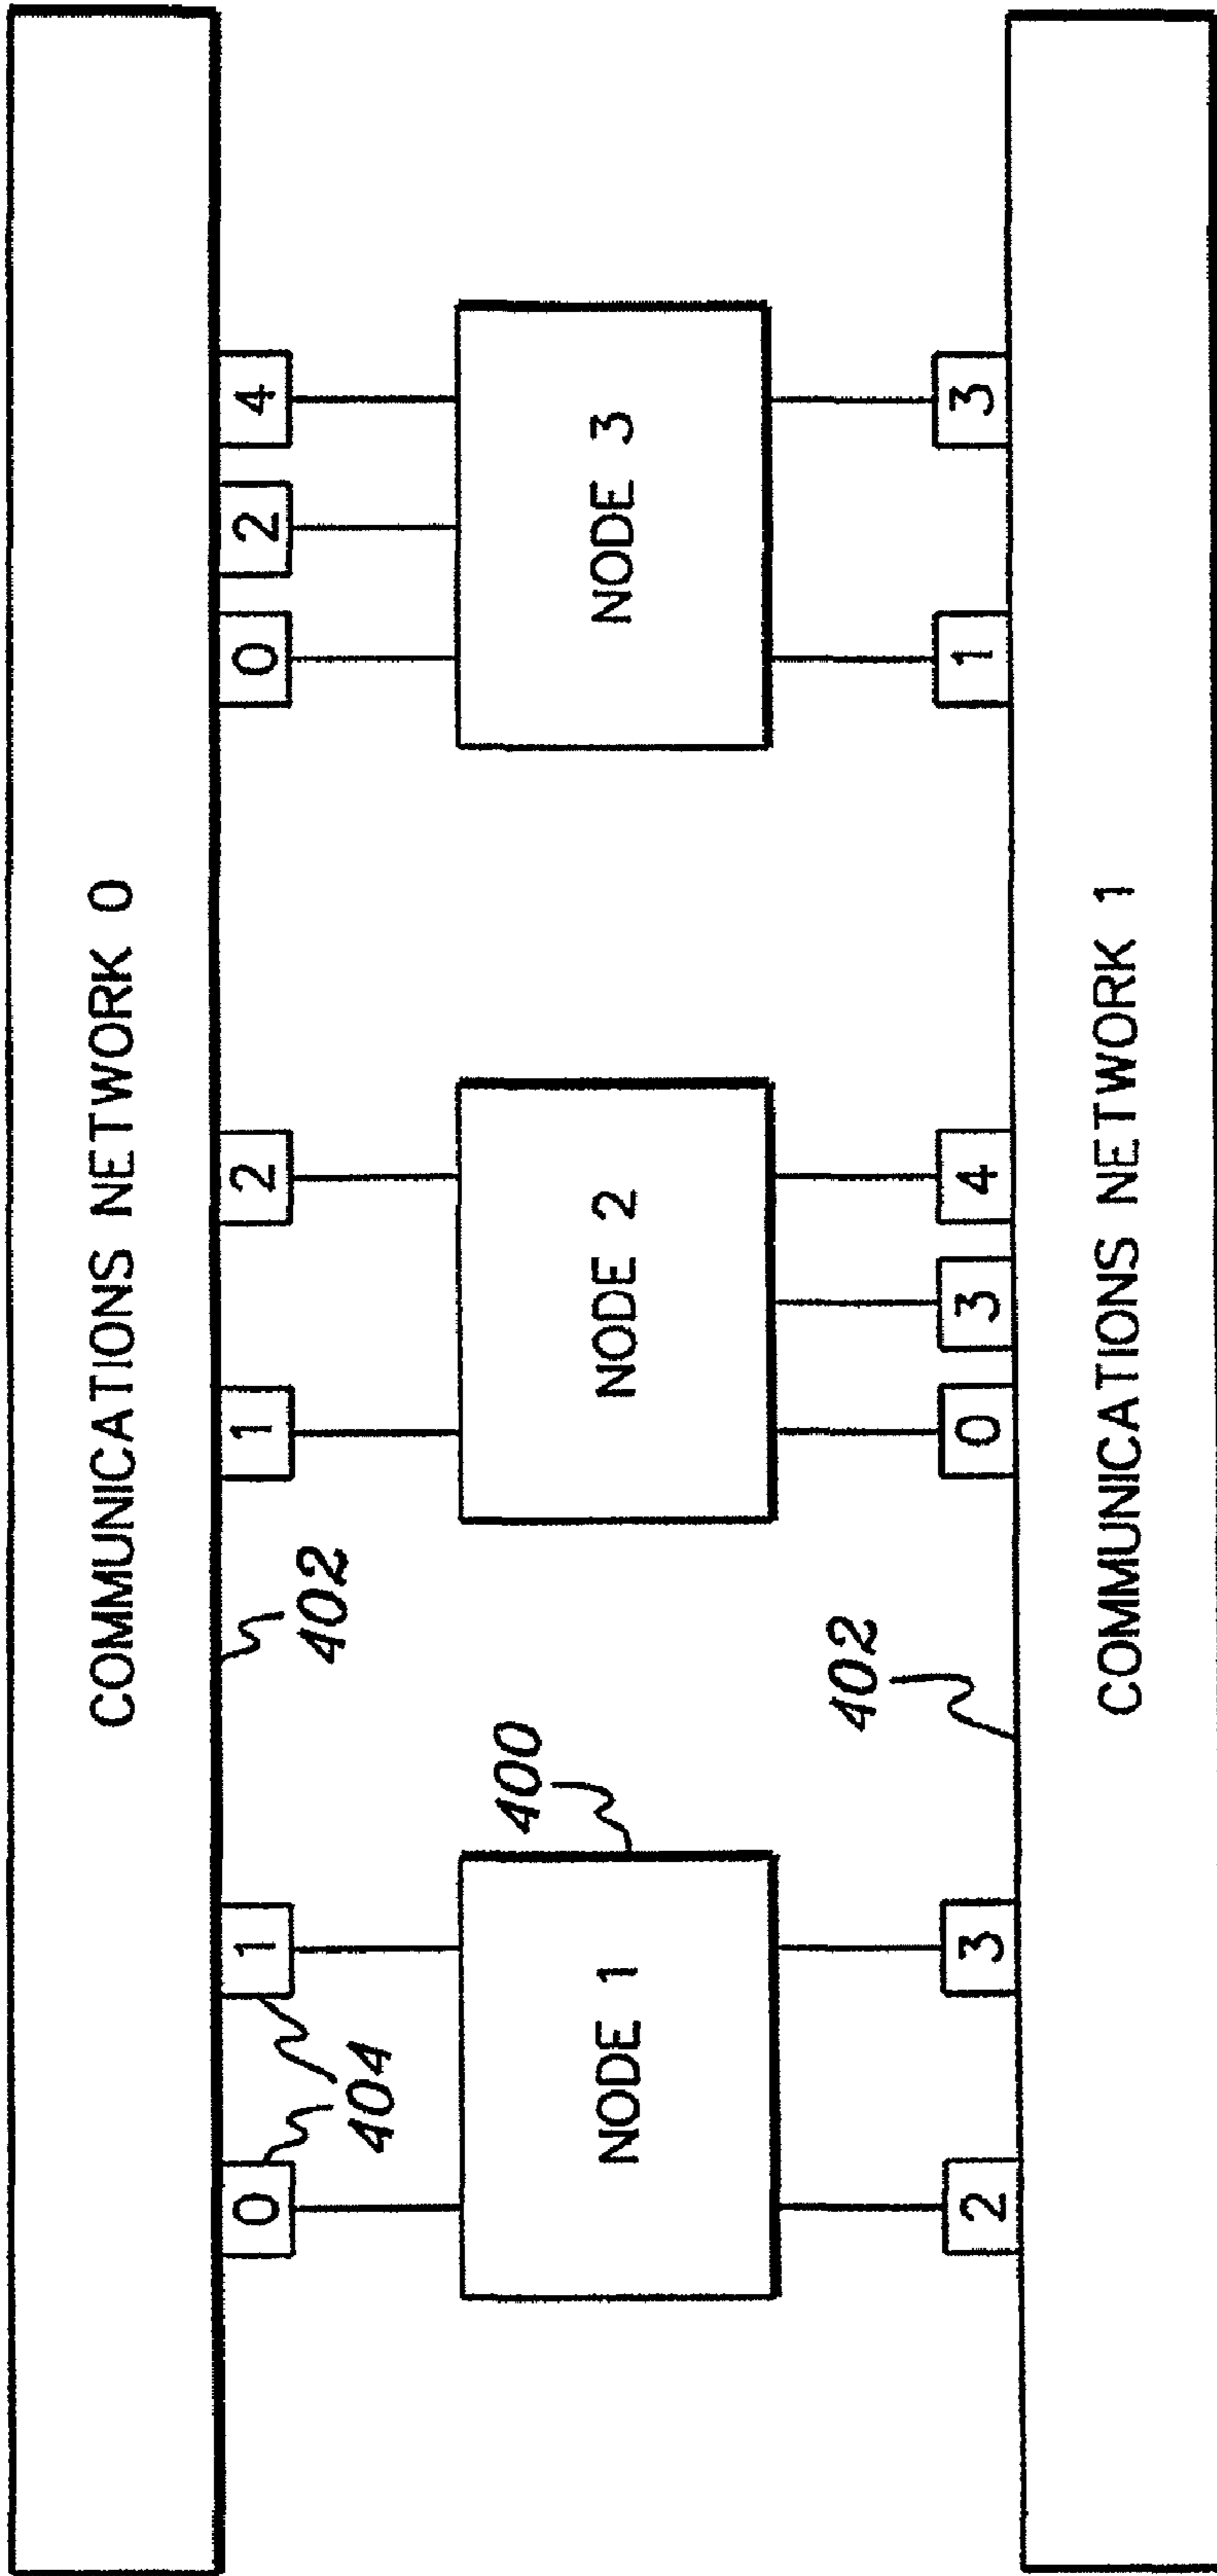 COMMUNICATIONS NETWORK 0
0 1 1 2 0 2 4
404
402
400
NODE 1 NODE 2 NODE 3
402
2 3 0 3 4 1 3
COMMUNICATIONS NETWORK 1